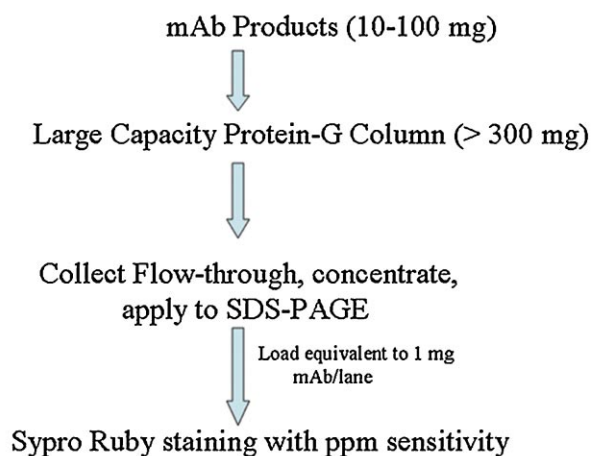 mAb Products (10-100 mg)
Large Capacity Protein-G Column (> 300 mg)
Collect Flow-through, concentrate,
apply to SDS-PAGE
Load equivalent to 1 mg
mAb/lane
Sypro Ruby staining with ppm sensitivity